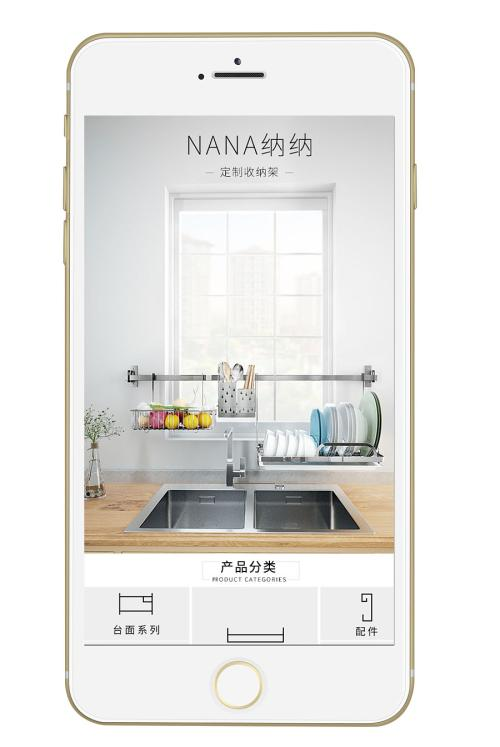 NANA纳纳
— 定制收纳架 —
产品分类
PRODUCT CATEGORIES
台面系列
配件